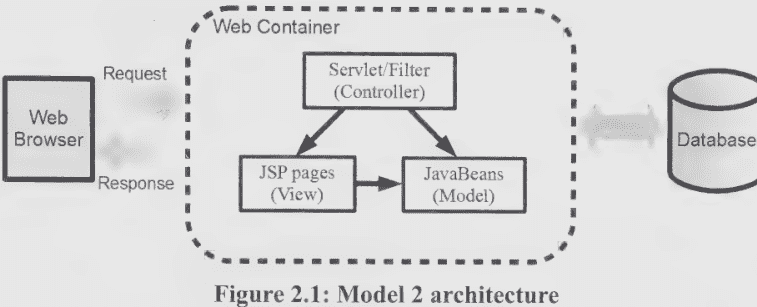 Web Container
Request
Servlet/Filter
(Controller)
Web
Browser
Database
Response
JSP pages
(View)
JavaBeans
(Model)
Figure 2.1: Model 2 architecture